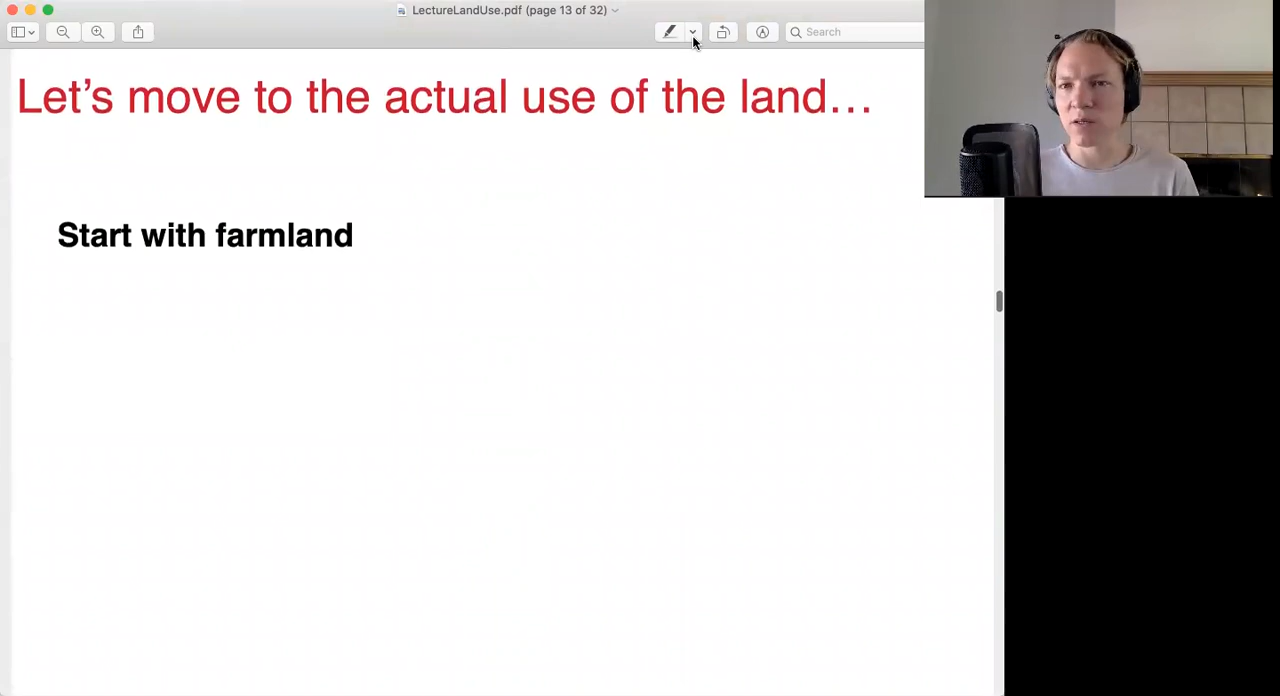 LectureLandUse.pdf (page 13 of 32)
Search
Let's move to the actual use of the land…
Start with farmland